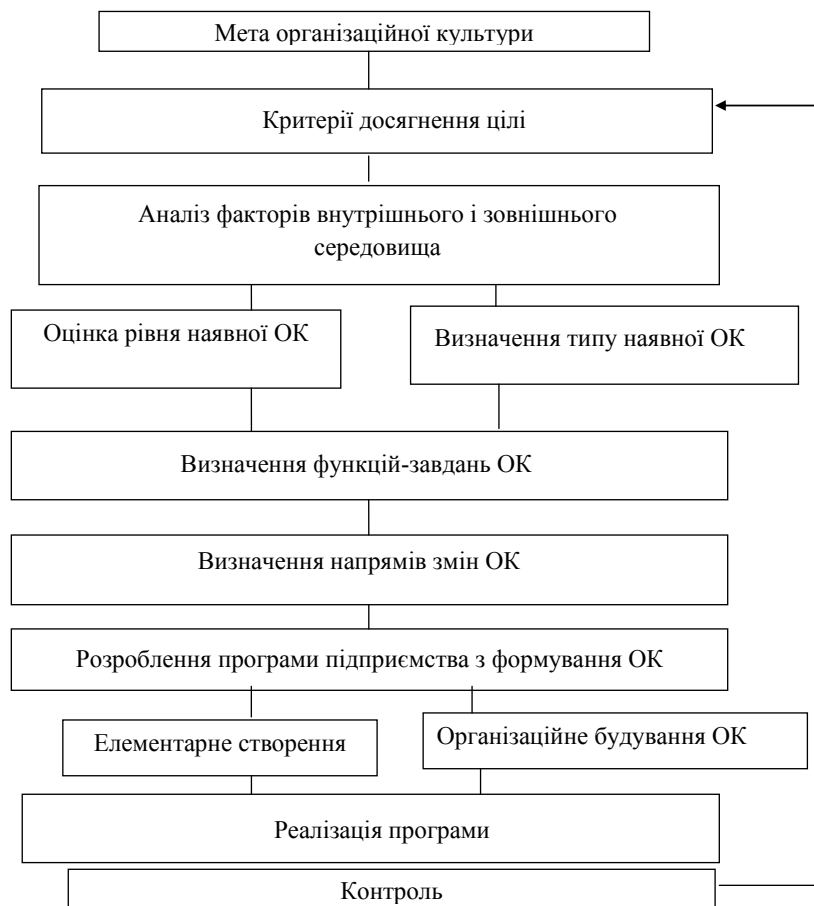 Мета організаційної культури
Критерії досягнення цілі
Аналіз факторів внутрішнього і зовнішнього
середовища
Оцінка рівня наявної ОК
Визначення типу наявної ОК
Визначення функцій-завдань ОК
Визначення напрямів змін ОК
Розроблення програми підприємства з формування ОК
Елементарне створення
Організаційне будування ОК
Реалізація програми
Контроль